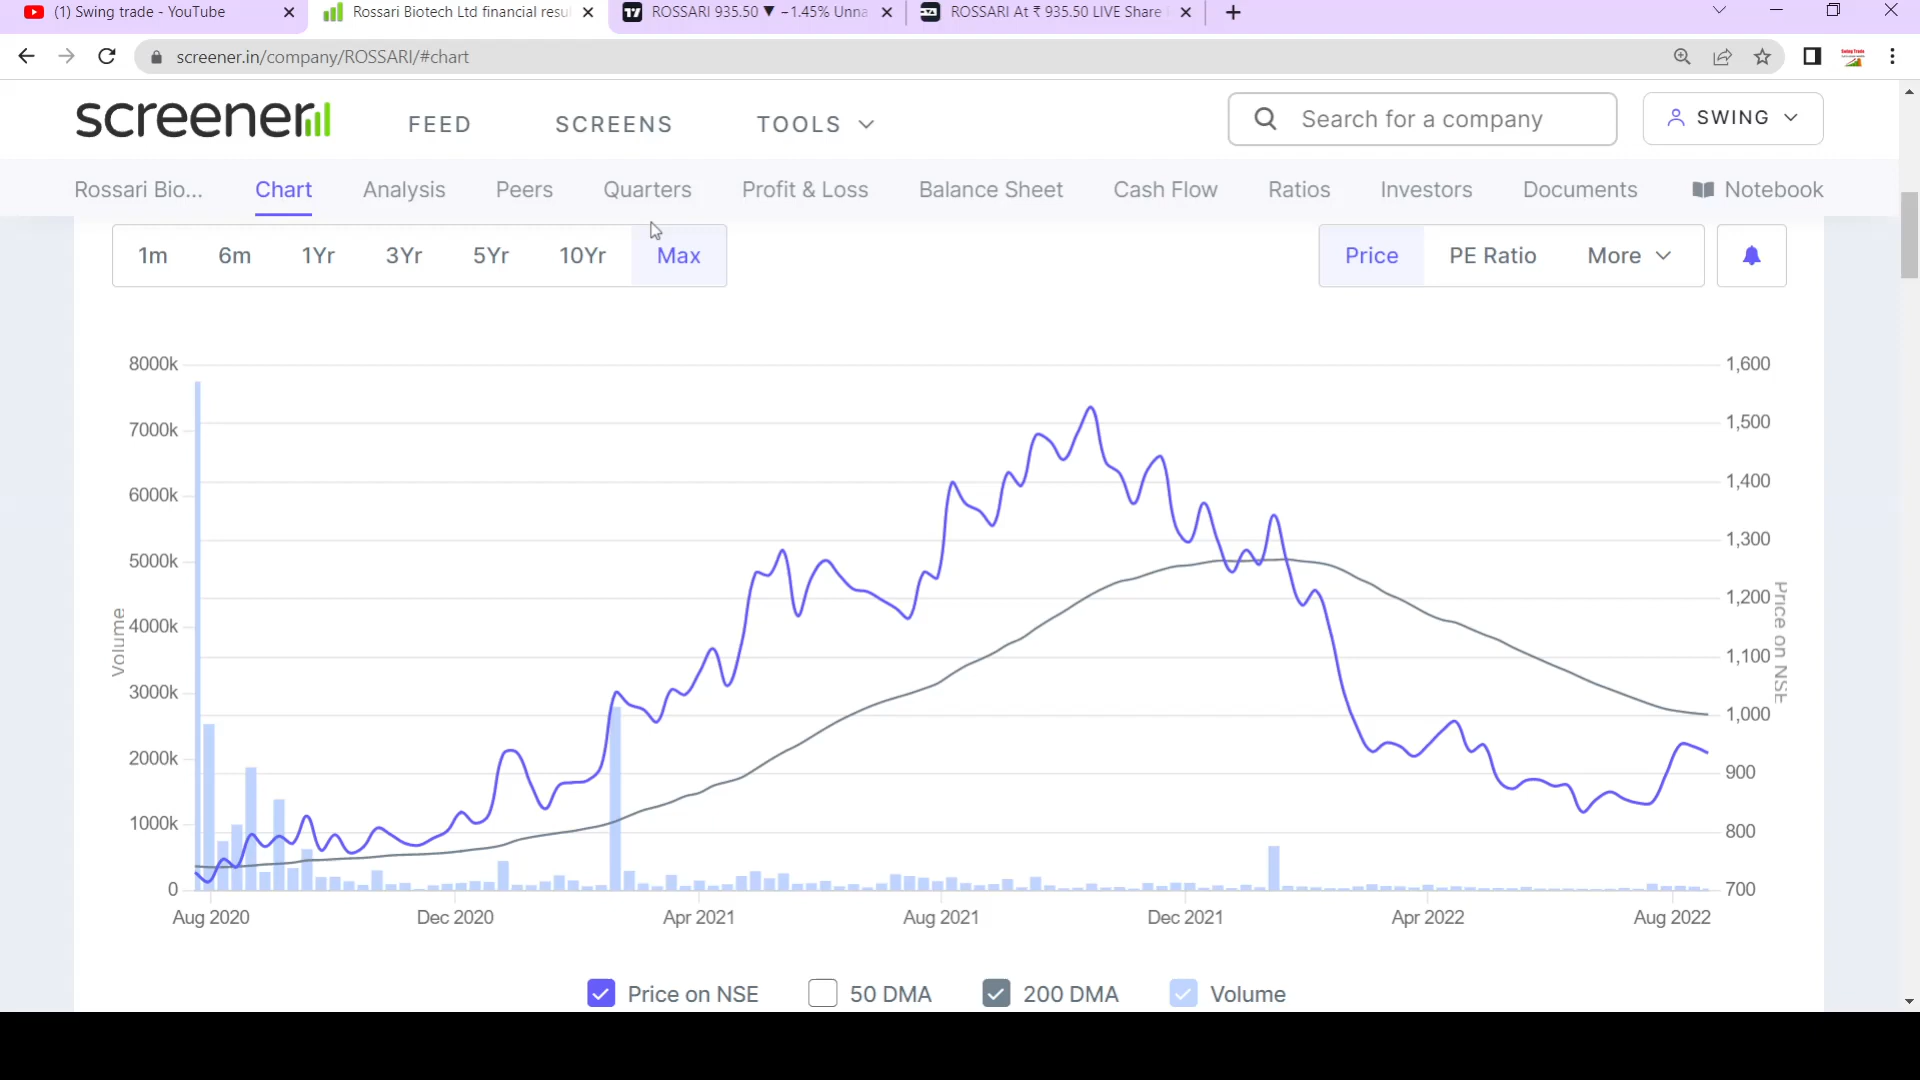 (1) Swing trade - YouTube
Rossari Biotech Ltd financial resu
ROSSARI 935.50 ▼ −1.45% Unna
ROSSARI At ₹ 935.50 LIVE Share
screener.in/company/ROSSARI/#chart
screener
FEED
SCREENS
TOOLS
Search for a company
SWING
Rossari Bio...
Chart
Analysis
Peers
Quarters
Profit & Loss
Balance Sheet
Cash Flow
Ratios
Investors
Documents
Notebook
1m
6m
1Yr
3Yr
5Yr
10Yr
Max
Price
PE Ratio
More
8000k
7000k
6000k
5000k
4000k
3000k
2000k
1000k
0
Volume
1,600
1,500
1,400
1,300
1,200
1,100
1,000
900
800
700
Price on NSE
Aug 2020
Dec 2020
Apr 2021
Aug 2021
Dec 2021
Apr 2022
Aug 2022
Price on NSE
50 DMA
200 DMA
Volume